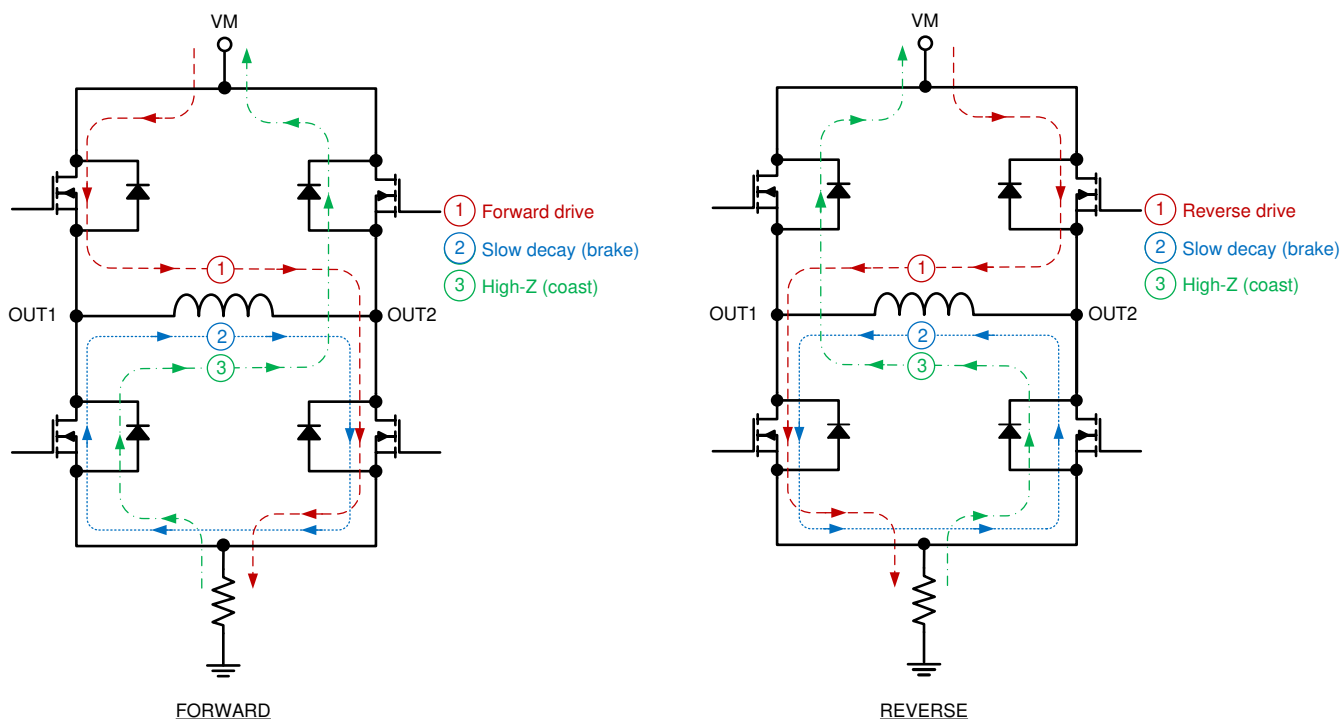 VM
1 Forward drive
2 Slow decay (brake)
3 High-Z (coast)
1
OUT1
OUT2
2
3
FORWARD
VM
1 Reverse drive
2 Slow decay (brake)
3 High-Z (coast)
1
OUT1
OUT2
2
3
REVERSE